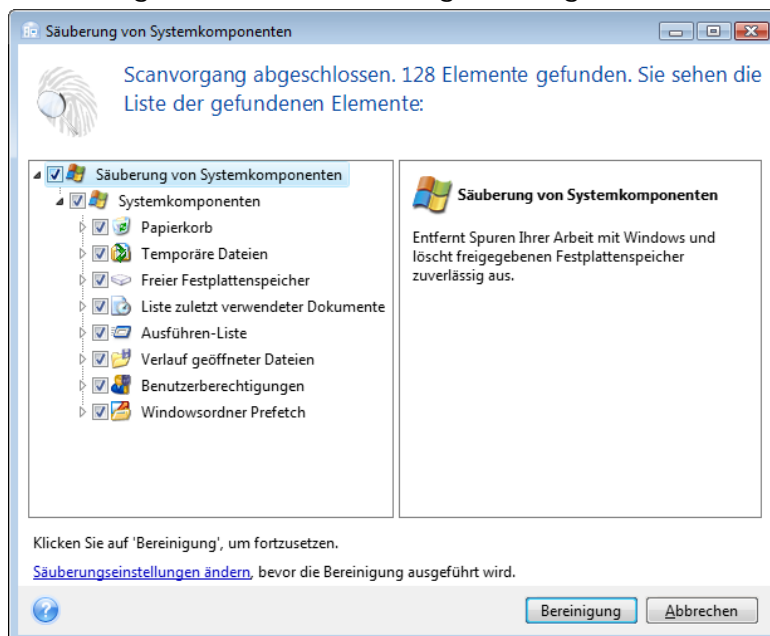 Säuberung von Systemkomponenten
Scanvorgang abgeschlossen. 128 Elemente gefunden. Sie sehen die
Liste der gefundenen Elemente:
Säuberung von Systemkomponenten
Systemkomponenten
Papierkorb
Temporäre Dateien
Freier Festplattenspeicher
Liste zuletzt verwendeter Dokumente
Ausführen-Liste
Verlauf geöffneter Dateien
Benutzerberechtigungen
Windowsordner Prefetch
Säuberung von Systemkomponenten
Entfernt Spuren Ihrer Arbeit mit Windows und
löscht freigegebenen Festplattenspeicher
zuverlässig aus.
Klicken Sie auf 'Bereinigung', um fortzusetzen.
Säuberungseinstellungen ändern, bevor die Bereinigung ausgeführt wird.
Bereinigung
Abbrechen